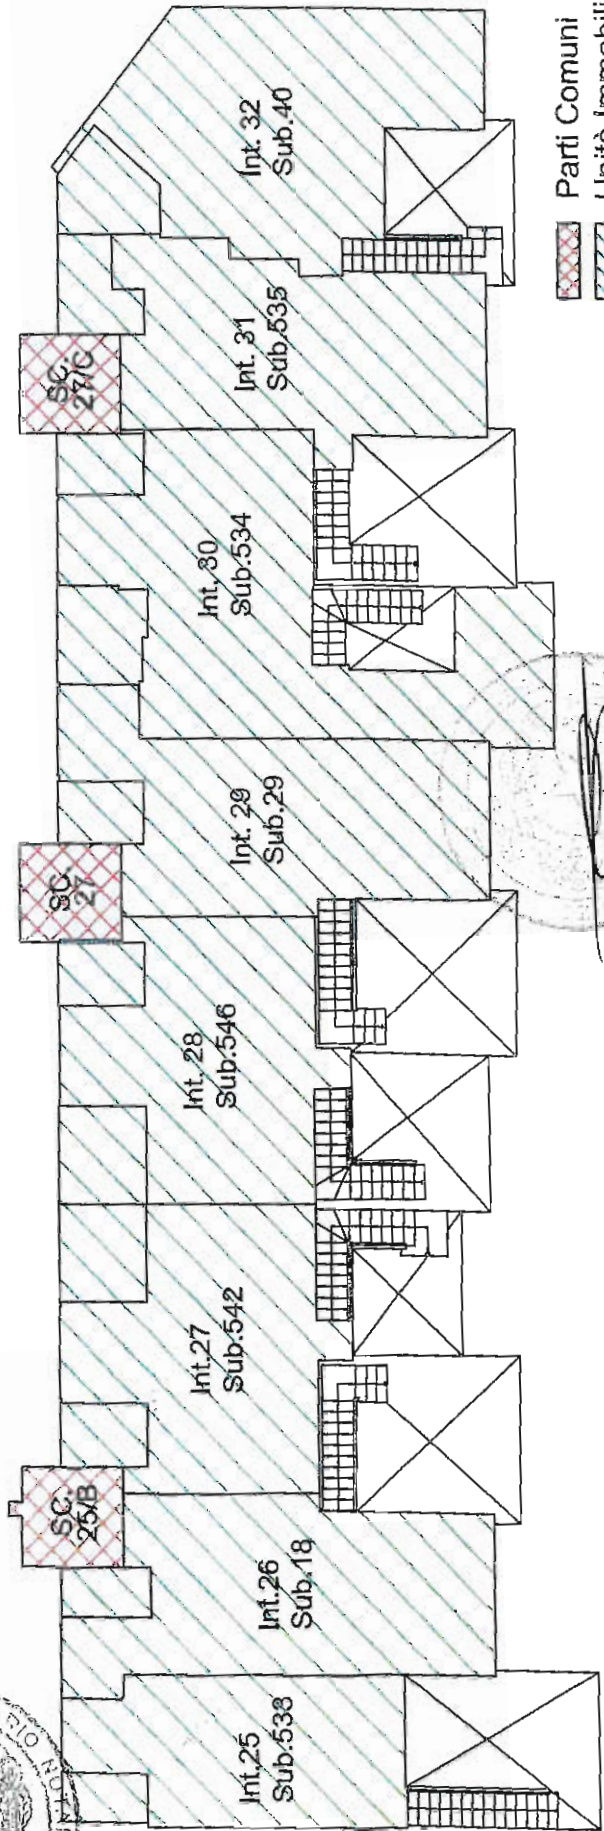 SC.
25/B
SC.
27
SC.
27/C
Int.25
Sub.538
Int.26
Sub.18
Int.27
Sub.542
Int. 28
Sub.546
Int. 29
Sub.29
Int. 30
Sub.534
Int. 31
Sub.535
Int. 32
Sub.40
Parti Comuni